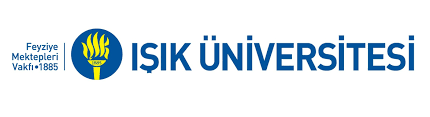 Feyziye
Mektepleri
Vakfı•1885
IŞIK ÜNİVERSİTESİ